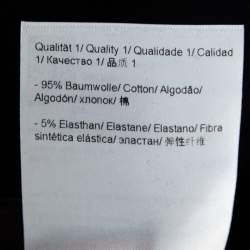 Qualität 1/ Quality 1/ Qualidade 1/ Calidad
1/ Качество 1/ 品质 1
- 95% Baumwolle/ Cotton/ Algodão/
Algodón/ хлопок/ 棉
- 5% Elasthan/ Elastane/ Elastano/ Fibra
sintética elástica/ эластан/ 弹性纤维